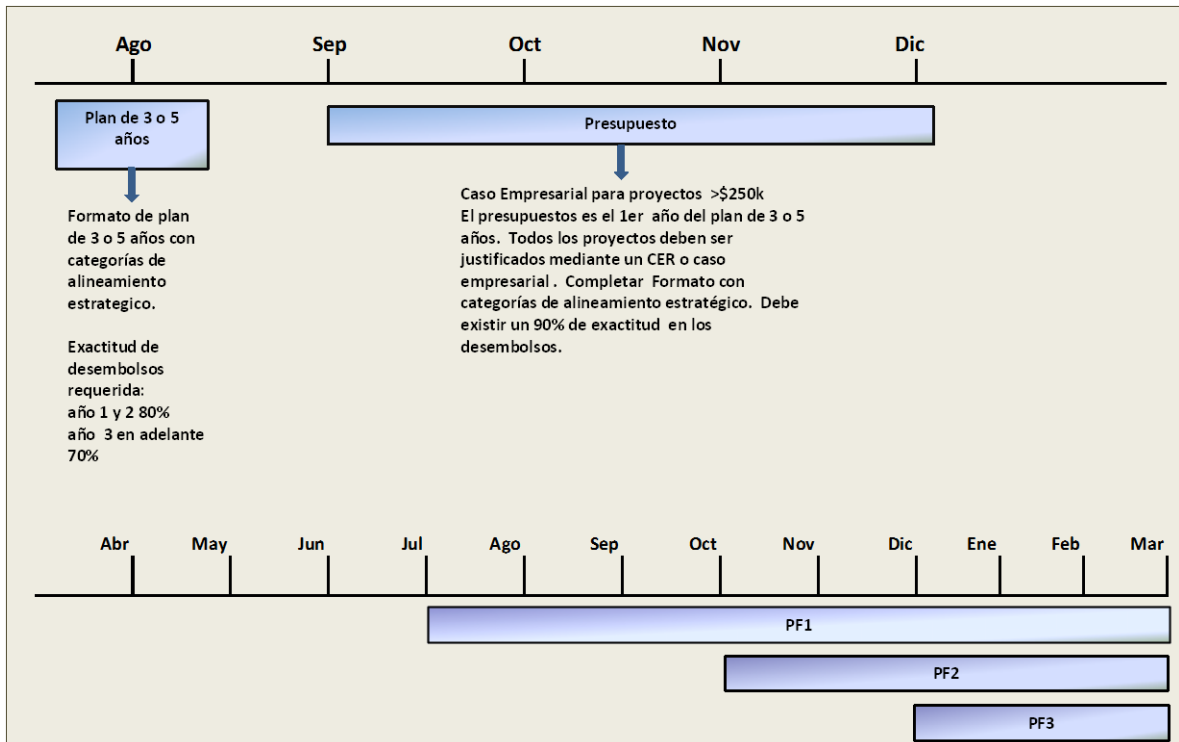 Ago Sep Oct Nov Dic
Plan de 3 o 5
años
Presupuesto
Formato de plan
de 3 o 5 años con
categorías de
alineamiento
estrategico.
Exactitud de
desembolsos
requerida:
año 1 y 2 80%
año 3 en adelante
70%
Caso Empresarial para proyectos >$250k
El presupuestos es el 1er año del plan de 3 o 5
años. Todos los proyectos deben ser
justificados mediante un CER o caso
empresarial . Completar Formato con
categorías de alineamiento estratégico. Debe
existir un 90% de exactitud en los
desembolsos.
Abr May Jun Jul Ago Sep Oct Nov Dic Ene Feb Mar
PF1
PF2
PF3